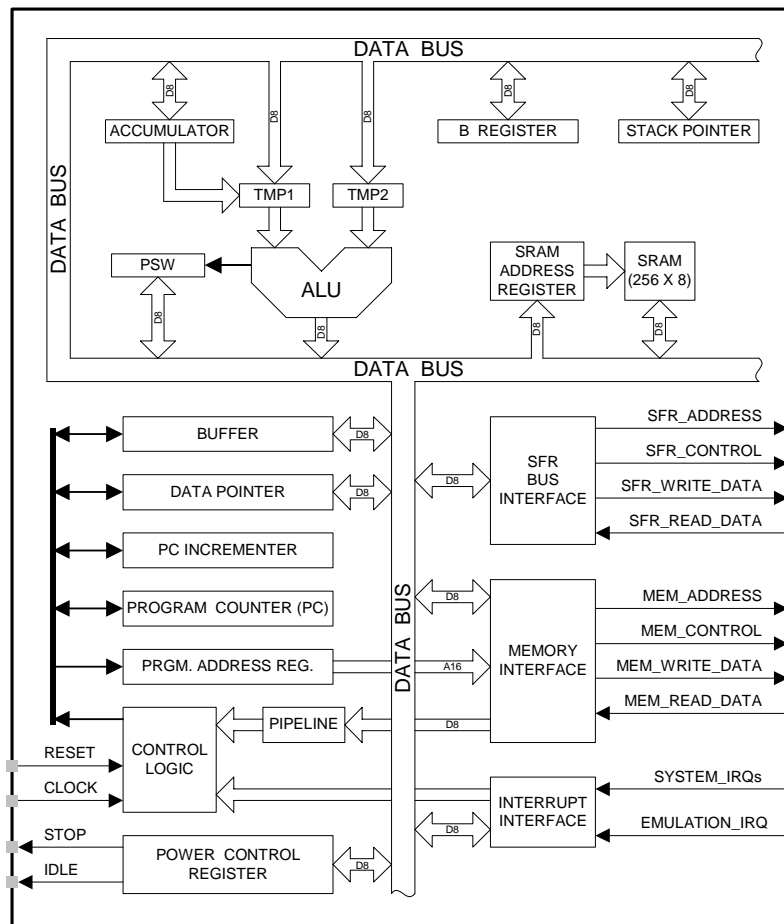 DATA BUS
D8
D8
D8
D8
D8
ACCUMULATOR
B REGISTER
STACK POINTER
DATA BUS
TMP1
TMP2
PSW
ALU
SRAM
ADDRESS
REGISTER
SRAM
(256 X 8)
D8
D8
D8
D8
DATA BUS
BUFFER
D8
DATA POINTER
D8
PC INCREMENTER
PROGRAM COUNTER (PC)
PRGM. ADDRESS REG.
A16
DATA BUS
D8
SFR
BUS
INTERFACE
SFR_ADDRESS
SFR_CONTROL
SFR_WRITE_DATA
SFR_READ_DATA
D8
MEMORY
INTERFACE
MEM_ADDRESS
MEM_CONTROL
MEM_WRITE_DATA
MEM_READ_DATA
CONTROL
LOGIC
PIPELINE
D8
RESET
CLOCK
INTERRUPT
INTERFACE
SYSTEM_IRQs
EMULATION_IRQ
D8
STOP
IDLE
POWER CONTROL
REGISTER
D8